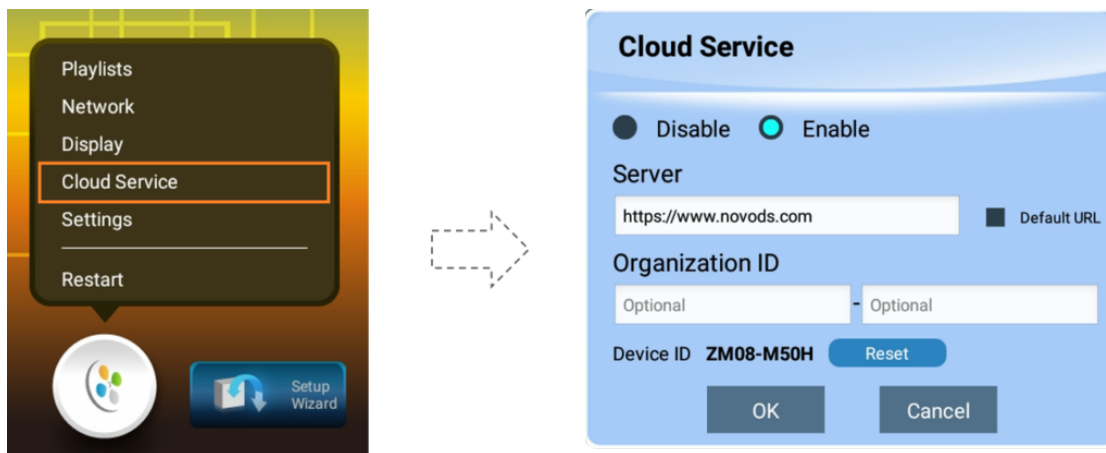 Playlists
Network
Display
Cloud Service
Settings
Restart
Setup
Wizard
Cloud Service
Disable Enable
Server
https://www.novods.com Default URL
Organization ID
Optional - Optional
Device ID ZM08-M50H Reset
OK Cancel